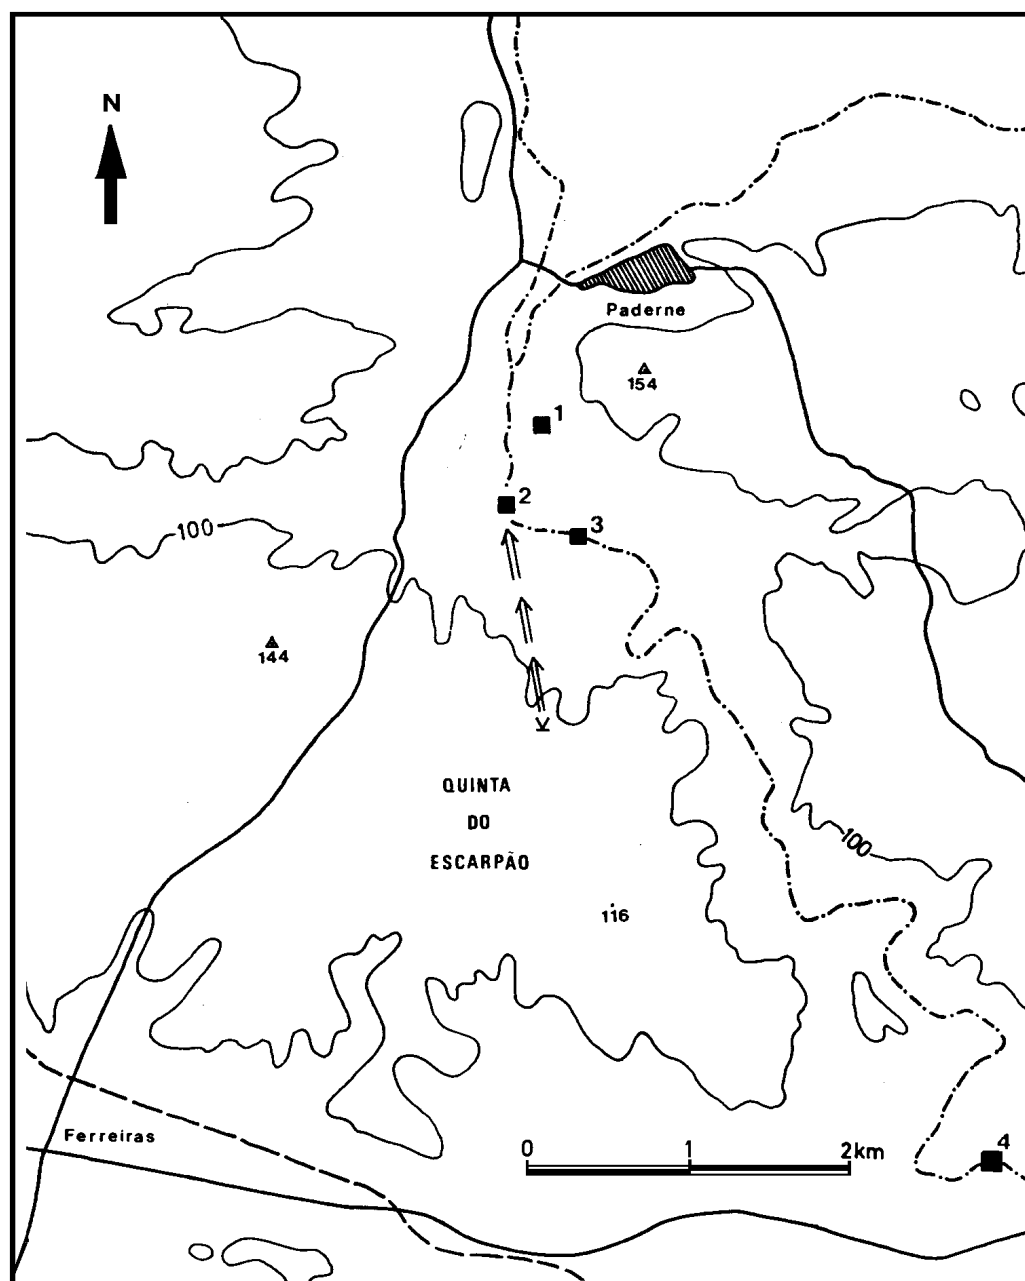 N
Paderne
154
1
2
3
100
144
QUINTA
DO
ESCARPÃO
100
116
Ferreiras
0 1 2km
4